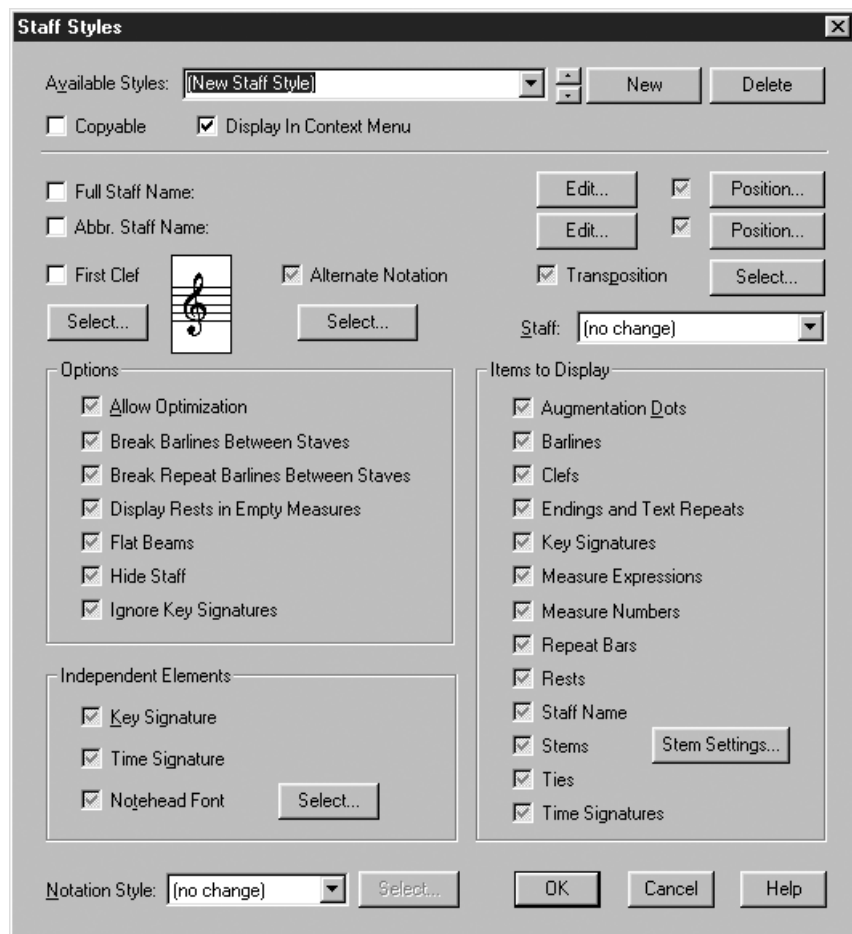 Staff Styles
Available Styles: (New Staff Style) New Delete
Copyable Display In Context Menu
Full Staff Name: Edit... Position...
Abbr. Staff Name: Edit... Position...
First Clef Alternate Notation Transposition Select...
Select... Select... Staff: (no change)
Options
Allow Optimization
Break Barlines Between Staves
Break Repeat Barlines Between Staves
Display Rests in Empty Measures
Flat Beams
Hide Staff
Ignore Key Signatures
Independent Elements
Key Signature
Time Signature
Notehead Font Select...
Items to Display
Augmentation Dots
Barlines
Clefs
Endings and Text Repeats
Key Signatures
Measure Expressions
Measure Numbers
Repeat Bars
Rests
Staff Name
Stems Stem Settings...
Ties
Time Signatures
Notation Style: (no change) Select... OK Cancel Help